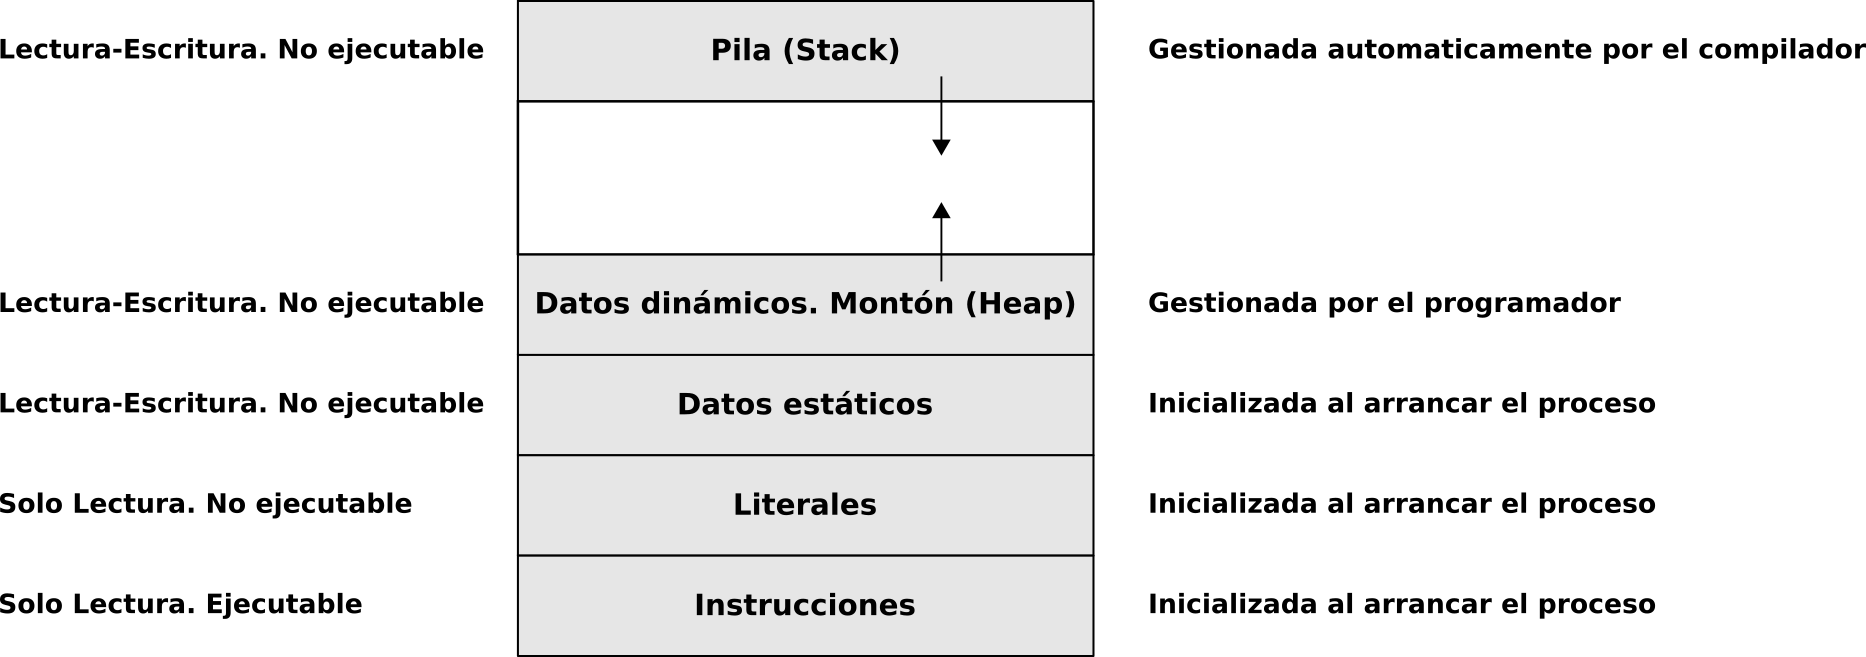 Lectura-Escritura. No ejecutable
Pila (Stack)
Gestionada automaticamente por el compilador
Lectura-Escritura. No ejecutable
Datos dinámicos. Montón (Heap)
Gestionada por el programador
Lectura-Escritura. No ejecutable
Datos estáticos
Inicializada al arrancar el proceso
Solo Lectura. No ejecutable
Literales
Inicializada al arrancar el proceso
Solo Lectura. Ejecutable
Instrucciones
Inicializada al arrancar el proceso